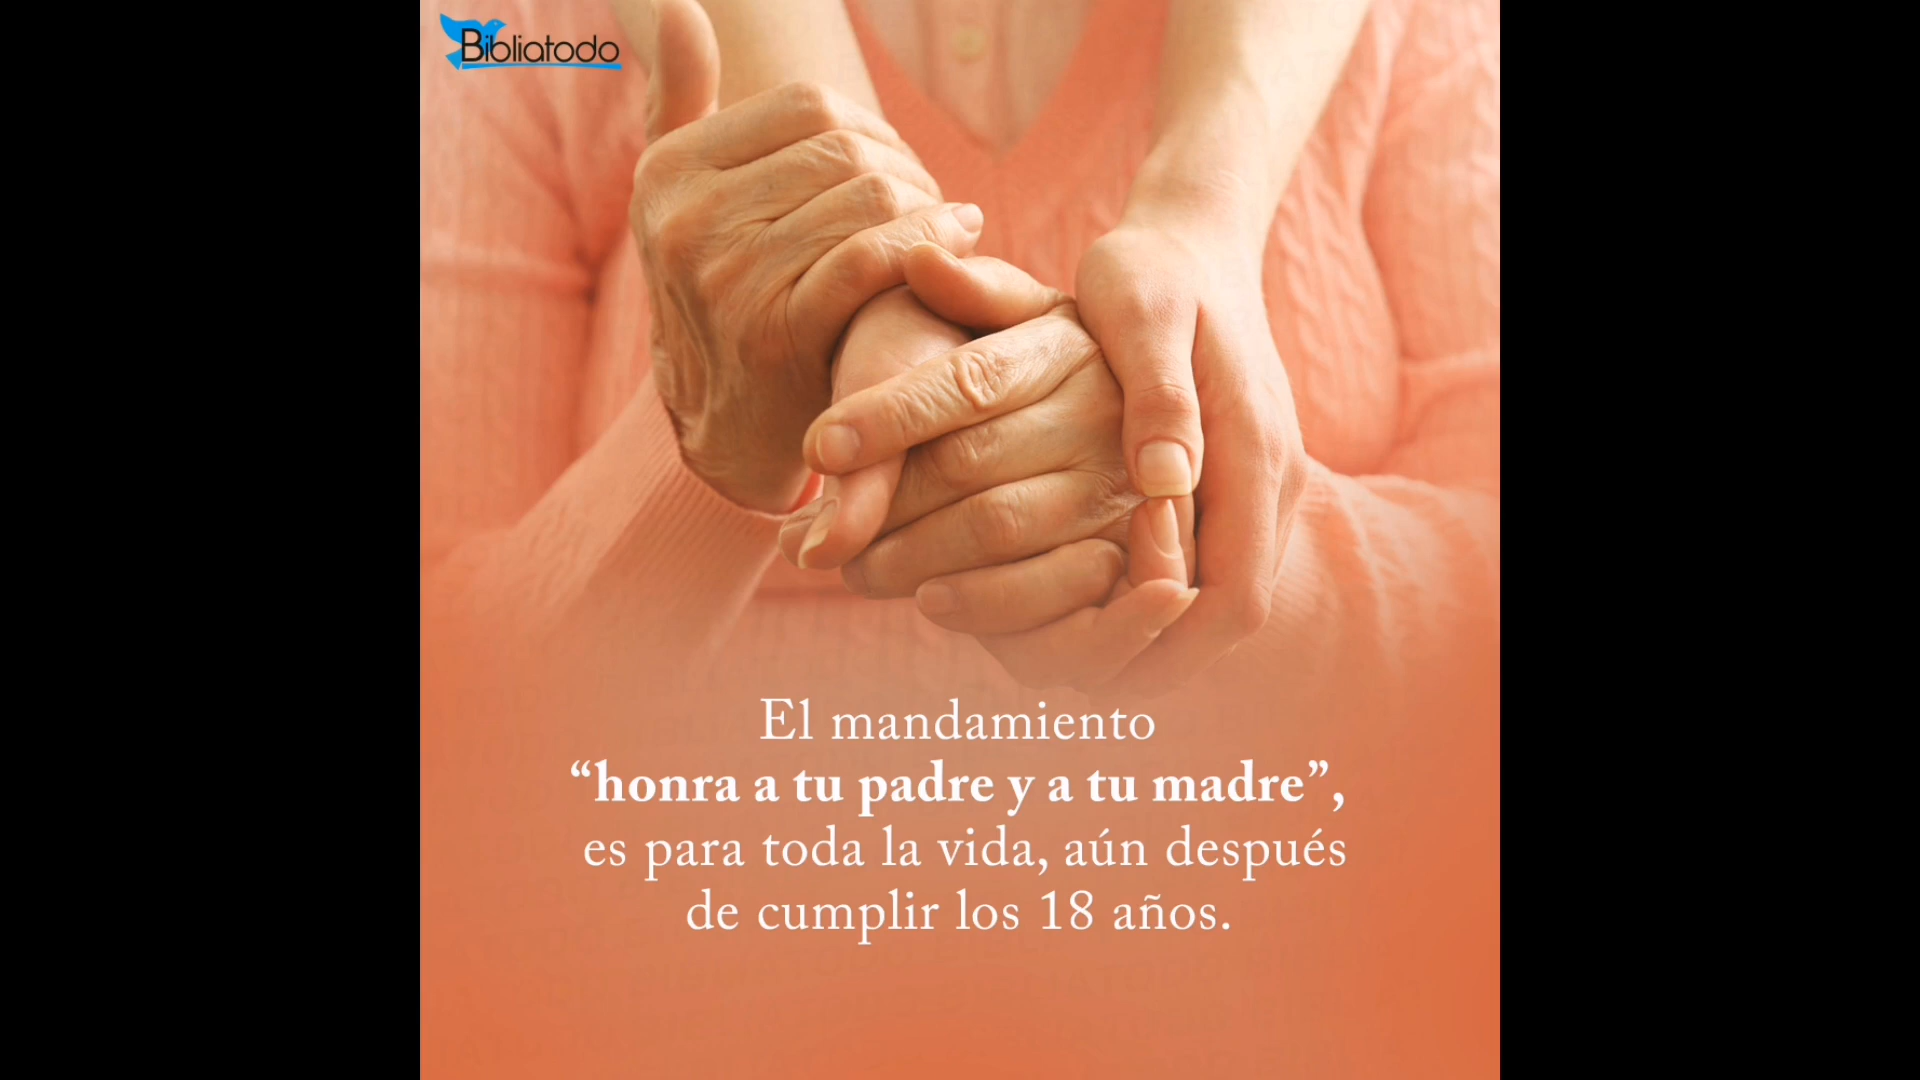 Bibliatodo
El mandamiento
“honra a tu padre y a tu madre”,
es para toda la vida, aún después
de cumplir los 18 años.